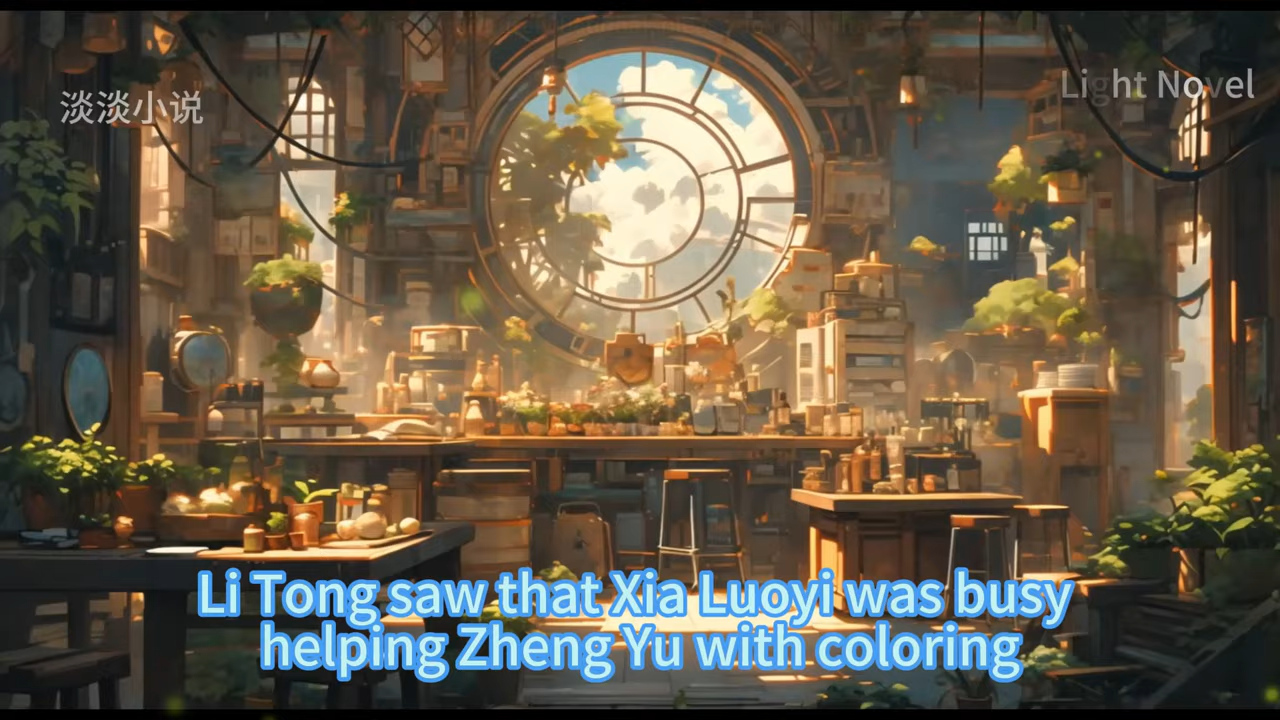 淡淡小说
Light Novel
Li Tong saw that Xia Luoyi was busy
helping Zheng Yu with coloring